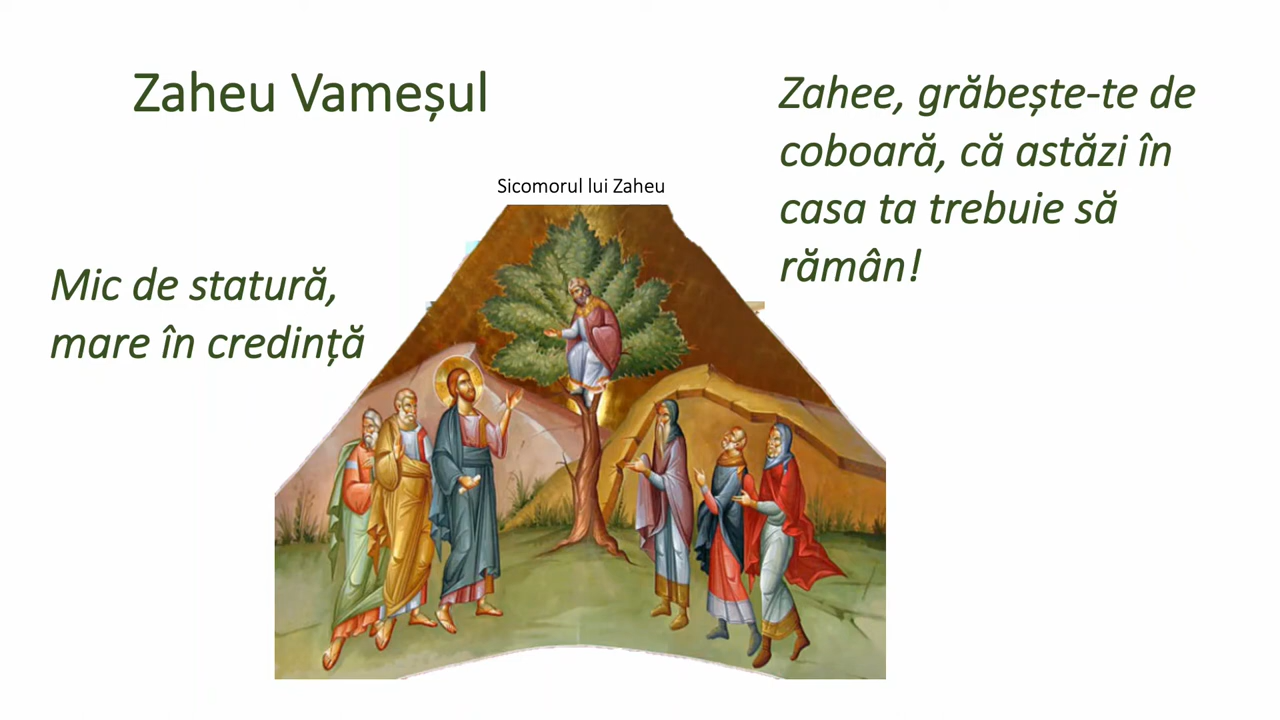 Zaheu Vameșul
Zahee, grăbește-te de
coboară, că astăzi în
casa ta trebuie să
rămân!
Sicomorul lui Zaheu
Mic de statură,
mare în credință